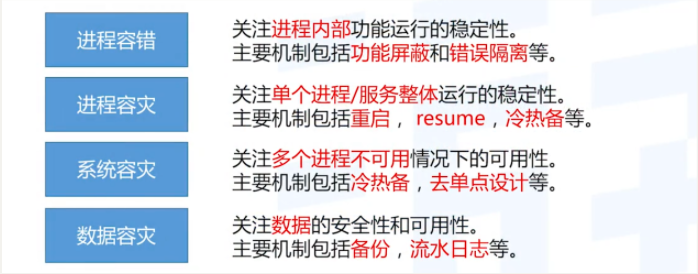 进程容错
关注进程内部功能运行的稳定性。
主要机制包括功能屏蔽和错误隔离等。
进程容灾
关注单个进程/服务整体运行的稳定性。
主要机制包括重启，resume，冷热备等。
系统容灾
关注多个进程不可用情况下的可用性。
主要机制包括冷热备，去单点设计等。
数据容灾
关注数据的安全性和可用性。
主要机制包括备份，流水日志等。